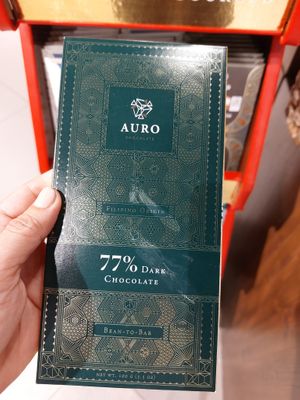 AURO
CHOCOLATE
FILIPINO ORIGIN
77% DARK
CHOCOLATE
BEAN-TO-BAR